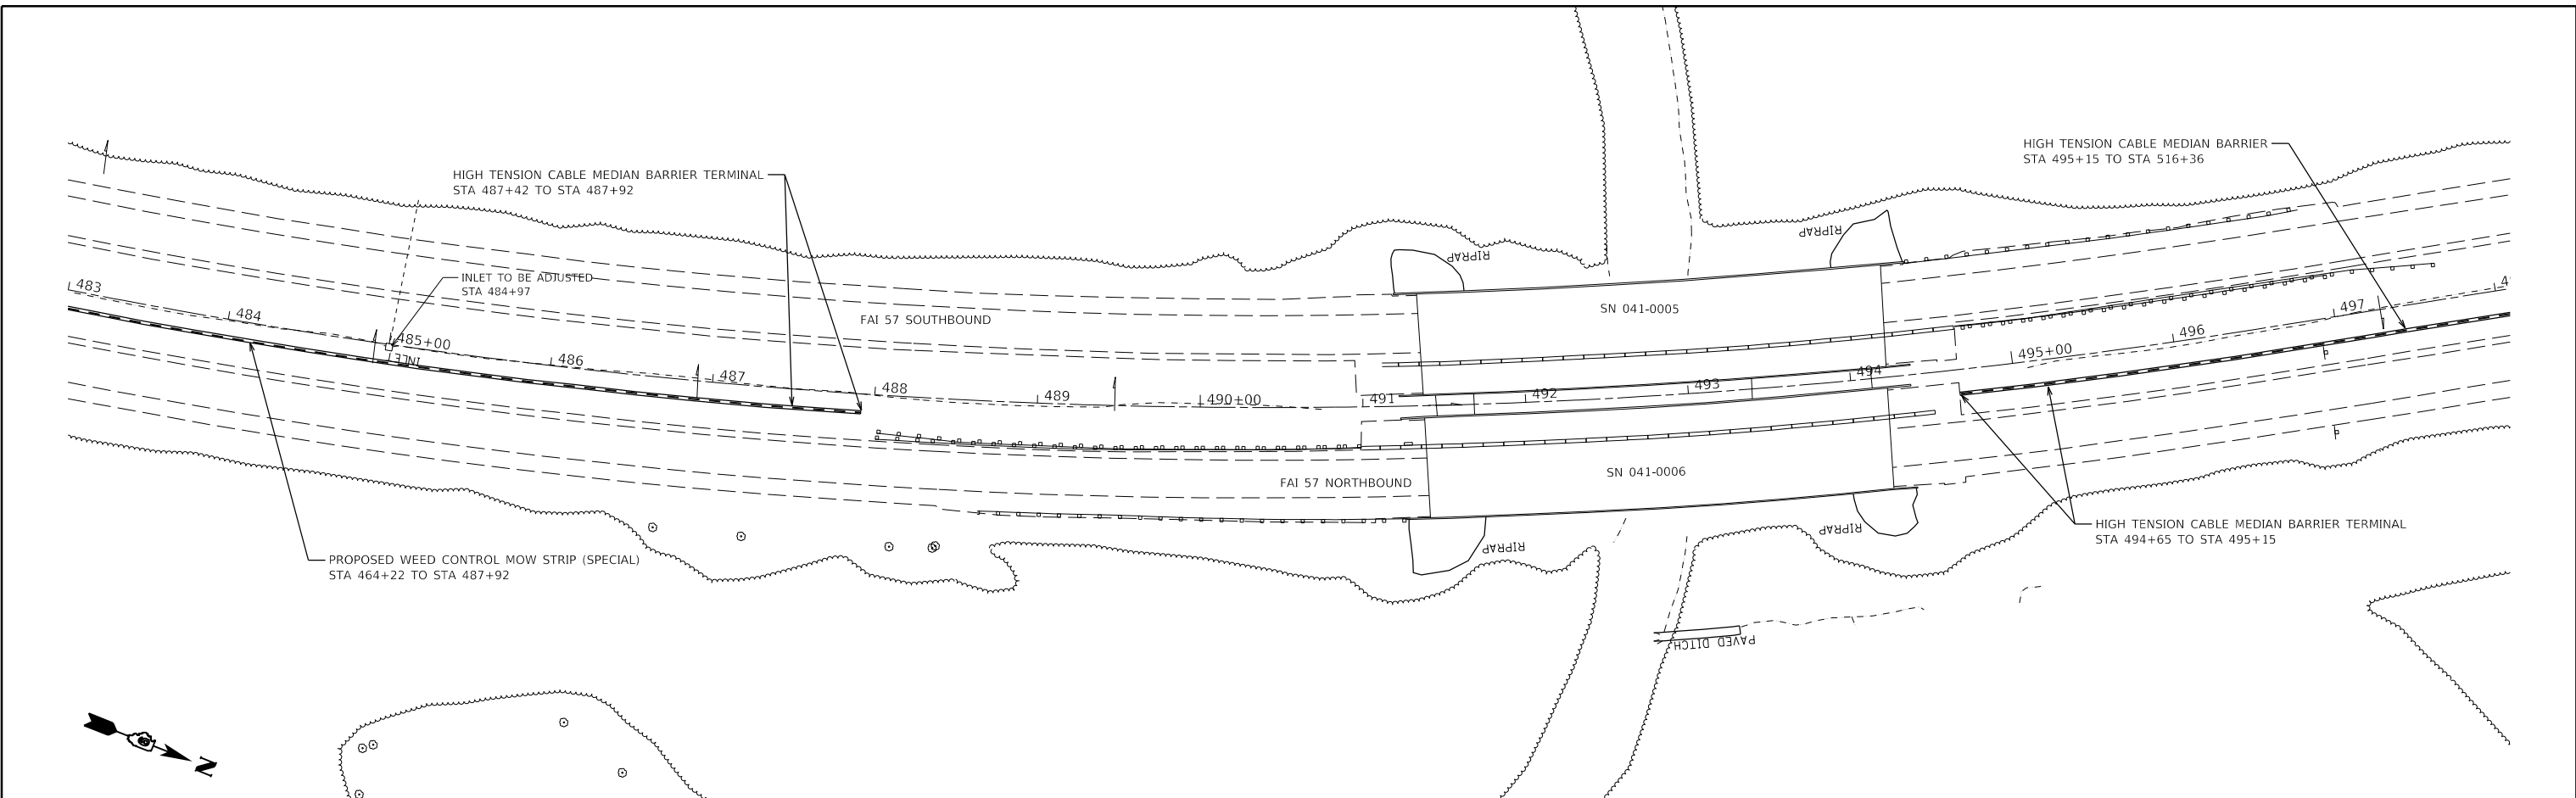 HIGH TENSION CABLE MEDIAN BARRIER
STA 495+15 TO STA 516+36
HIGH TENSION CABLE MEDIAN BARRIER TERMINAL
STA 487+42 TO STA 487+92
RIPRAP
RIPRAP
INLET TO BE ADJUSTED
STA 484+97
483
484
485+00
INLET
486
487
488
489
490+00
491
492
493
494
495+00
496
497
FAI 57 SOUTHBOUND
SN 041-0005
SN 041-0006
FAI 57 NORTHBOUND
HIGH TENSION CABLE MEDIAN BARRIER TERMINAL
STA 494+65 TO STA 495+15
RIPRAP
RIPRAP
PROPOSED WEED CONTROL MOW STRIP (SPECIAL)
STA 464+22 TO STA 487+92
PAVED DITCH
N